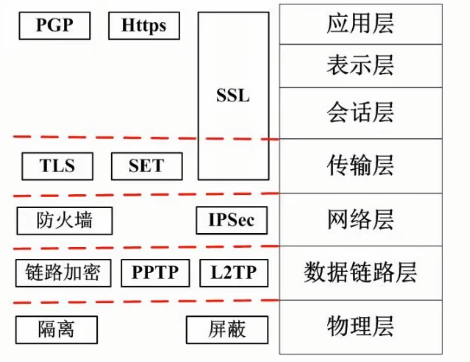 PGP Https 应用层
表示层
SSL
会话层
TLS SET 传输层
防火墙 IPSec 网络层
链路加密 PPTP L2TP 数据链路层
隔离 屏蔽 物理层